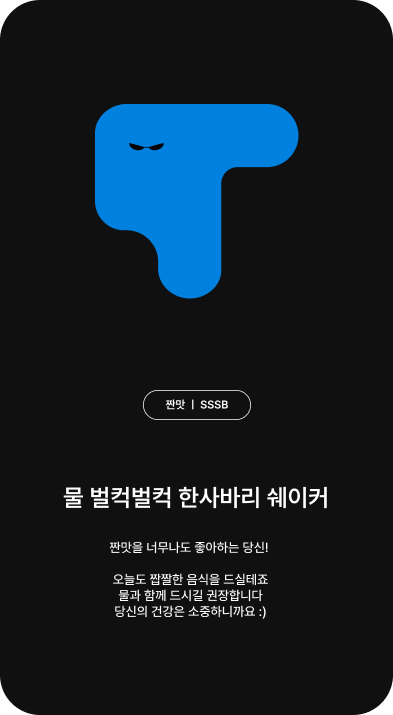 짠맛 | SSSB
물 벌컥벌컥 한사바리 쉐이커
짠맛을 너무나도 좋아하는 당신!
오늘도 짭짤한 음식을 드실테죠
물과 함께 드시길 권장합니다
당신의 건강은 소중하니까요 :)